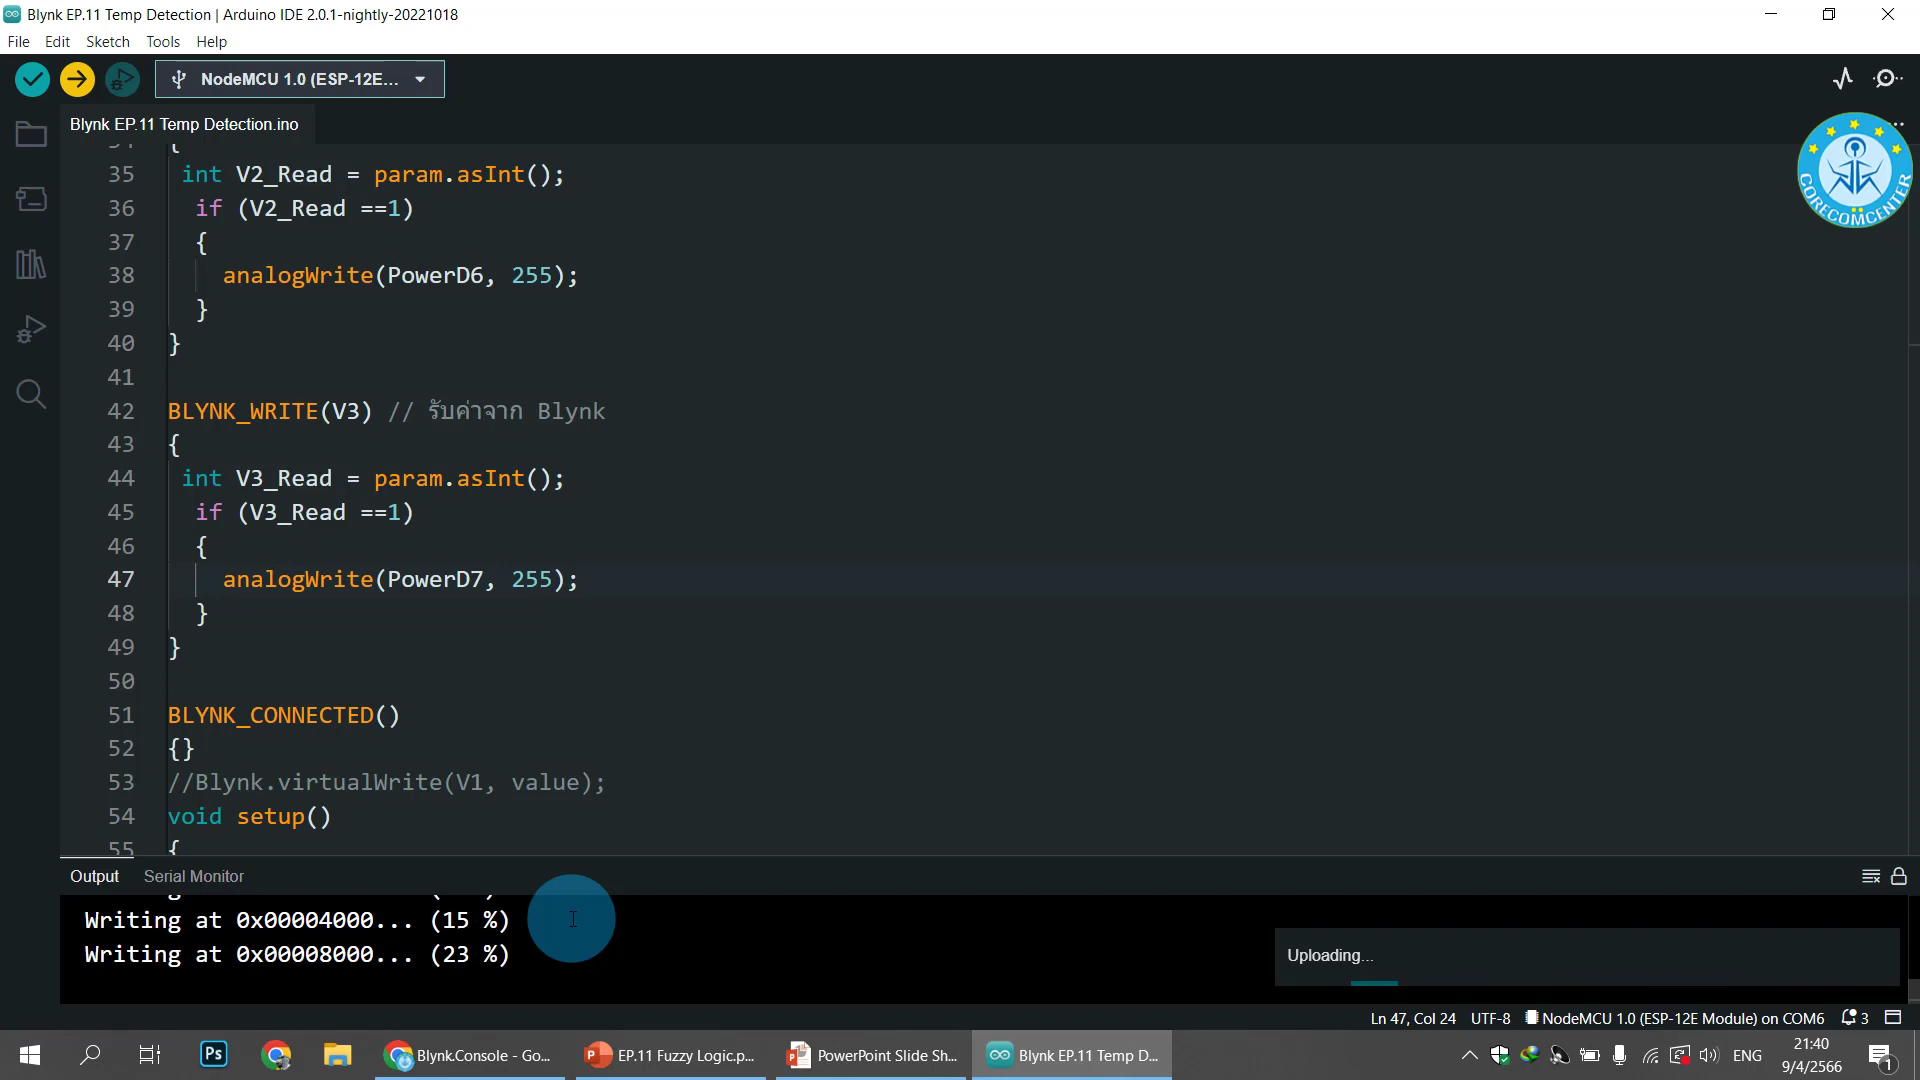 Blynk EP.11 Temp Detection | Arduino IDE 2.0.1-nightly-20221018
File Edit Sketch Tools Help
NodeMCU 1.0 (ESP-12E...
Blynk EP.11 Temp Detection.ino
CORECOMCENTER
34 {
35 int V2_Read = param.asInt();
36 if (V2_Read ==1)
37 {
38 analogWrite(PowerD6, 255);
39 }
40 }
41
42 BLYNK_WRITE(V3) // รับค่าจาก Blynk
43 {
44 int V3_Read = param.asInt();
45 if (V3_Read ==1)
46 {
47 analogWrite(PowerD7, 255);
48 }
49 }
50
51 BLYNK_CONNECTED()
52 {}
53 //Blynk.virtualWrite(V1, value);
54 void setup()
55 {
Output Serial Monitor
Writing at 0x00004000... (15 %)
Writing at 0x00008000... (23 %)
Uploading...
Ln 47, Col 24 UTF-8 NodeMCU 1.0 (ESP-12E Module) on COM6 3
Ps Blynk.Console - Go... EP.11 Fuzzy Logic.p... PowerPoint Slide Sh... Blynk EP.11 Temp D... ENG 21:40
9/4/2566 1